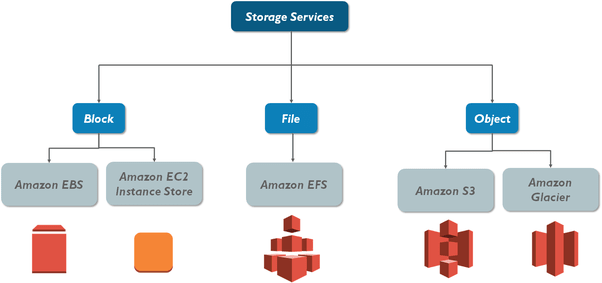 Storage Services
Block
File
Object
Amazon EBS
Amazon EC2
Instance Store
Amazon EFS
Amazon S3
Amazon
Glacier